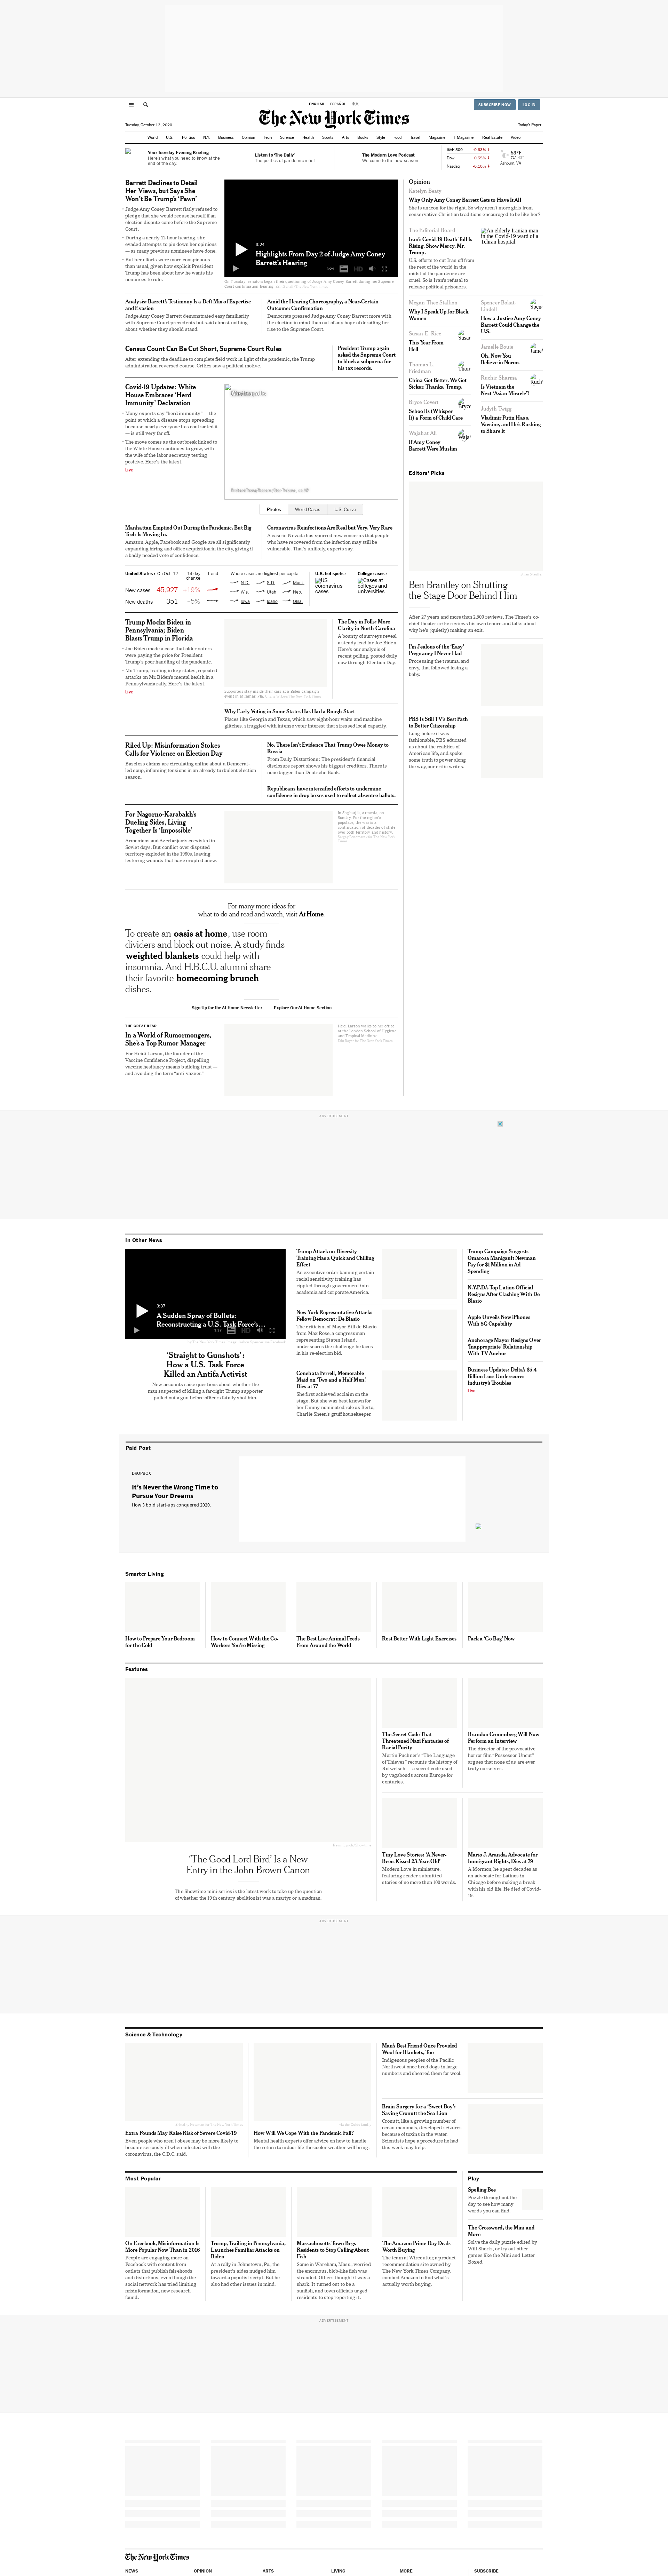 ENGLISH ESPAÑOL 中文
SUBSCRIBE NOW LOG IN
The New York Times
Tuesday, October 13, 2020
Today's Paper
World U.S. Politics N.Y. Business Opinion Tech Science Health Sports Arts Books Style Food Travel Magazine T Magazine Real Estate Video
Your Tuesday Evening Briefing
Here's what you need to know at the end of the day.
Listen to 'The Daily'
The politics of pandemic relief
The Modern Love Podcast
Welcome to the new season
S&P 500
-0.63%
Dow
-0.55%
Nasdaq
-0.10%
53°F
Ashburn, VA
Barrett Declines to Detail
Her Views, but Says She
Won't Be Trump's 'Pawn'
Judge Amy Coney Barrett flatly refused to
pledge that she would recuse herself if an
election dispute came before the Supreme
Court.
During a nearly 12-hour hearing, she
evaded attempts to pin down her opinions
— as many previous nominees have done.
But her efforts were more conspicuous
than usual, given how explicit President
Trump has been about how he wants his
nominees to rule.
3:24
Highlights From Day 2 of Judge Amy Coney
Barrett's Hearing
Analysis: Barrett's Testimony Is a Deft Mix of Expertise
and Evasion
Judge Amy Coney Barrett demonstrated easy familiarity
with Supreme Court precedents but said almost nothing
about whether they should stand.
Amid the Hearing Choreography, a Near-Certain
Outcome: Confirmation
Democrats pressed Judge Amy Coney Barrett more with
the election in mind than out of any hope of derailing her
rise to the Supreme Court.
Census Count Can Be Cut Short, Supreme Court Rules
After extending the deadline to complete field work in light of the pandemic, the Trump
administration reversed course. Critics saw a political motive.
President Trump again
asked the Supreme Court
to block a subpoena for
his tax records.
Covid-19 Updates: White
House Embraces 'Herd
Immunity' Declaration
Many experts say "herd immunity" — the
point at which a disease stops spreading
because nearly everyone has contracted it
— is still very far off.
The move comes as the outbreak linked to
the White House continues to grow, with
the wife of the labor secretary testing
positive. Here's the latest.
Live
Photos World Cases U.S. Curve
Manhattan Emptied Out During the Pandemic. But Big
Tech Is Moving In.
Amazon, Apple, Facebook and Google are all significantly
expanding hiring and office acquisition in the city, giving it
a badly needed vote of confidence.
Coronavirus Reinfections Are Real but Very, Very Rare
A case in Nevada has spurred new concerns that people
who have recovered from the infection may still be
vulnerable. That's unlikely, experts say.
United States › On Oct. 12 14-day change Trend
New cases 45,927 +19%
New deaths 351 –5%
Where cases are highest per capita
N.D. S.D. Mont.
Wis. Utah Neb.
Iowa Idaho Okla.
U.S. hot spots ›
US coronavirus cases
College cases ›
Cases at colleges and universities
Trump Mocks Biden in
Pennsylvania; Biden
Blasts Trump in Florida
Joe Biden made a case that older voters
were paying the price for President
Trump's poor handling of the pandemic.
Mr. Trump, trailing in key states, repeated
attacks on Mr. Biden's mental health in a
Pennsylvania rally. Here's the latest.
Live
The Day in Polls: More
Clarity in North Carolina
A bounty of surveys reveal
a steady lead for Joe Biden.
Here's our analysis of
recent polling, posted daily
now through Election Day.
Why Early Voting in Some States Has Had a Rough Start
Places like Georgia and Texas, which saw eight-hour waits and machine
glitches, struggled with intense voter interest that stressed local capacity.
Riled Up: Misinformation Stokes
Calls for Violence on Election Day
Baseless claims are circulating online about a Democrat-
led coup, inflaming tensions in an already turbulent election
season.
No, There Isn't Evidence That Trump Owes Money to
Russia
From Daily Distortions: The president's financial
disclosure report shows his biggest creditors. There is
none bigger than Deutsche Bank.
Republicans have intensified efforts to undermine
confidence in drop boxes used to collect absentee ballots.
For Nagorno-Karabakh's
Dueling Sides, Living
Together Is 'Impossible'
Armenians and Azerbaijanis coexisted in
Soviet days. But conflict over disputed
territory exploded in the 1990s, leaving
festering wounds that have erupted anew.
For many more ideas for
what to do and read and watch, visit At Home.
To create an oasis at home, use room
dividers and block out noise. A study finds
weighted blankets could help with
insomnia. And H.B.C.U. alumni share
their favorite homecoming brunch
dishes.
Sign Up for the At Home Newsletter Explore Our At Home Section
THE GREAT READ
In a World of Rumormongers,
She's a Top Rumor Manager
For Heidi Larson, the founder of the
Vaccine Confidence Project, dispelling
vaccine hesitancy means building trust —
and avoiding the term "anti-vaxxer."
Opinion
Katelyn Beaty
Why Only Amy Coney Barrett Gets to Have It All
She is an icon for the right. So why aren't more girls from
conservative Christian traditions encouraged to be like her?
The Editorial Board
Iran's Covid-19 Death Toll Is
Rising. Show Mercy, Mr.
Trump.
U.S. efforts to cut Iran off from
the rest of the world in the
midst of the pandemic are
cruel. So is Iran's refusal to
release political prisoners.
An elderly Iranian man in the Covid-19 ward of a Tehran hospital.
Megan Thee Stallion
Why I Speak Up for Black
Women
Spencer Bokat-Lindell
How a Justice Amy Coney
Barrett Could Change the
U.S.
Susan E. Rice
This Year From
Hell
Jamelle Bouie
Oh, Now You
Believe in Norms
Thomas L. Friedman
China Got Better. We Got
Sicker. Thanks, Trump.
Ruchir Sharma
Is Vietnam the
Next 'Asian Miracle'?
Bryce Covert
School Is (Whisper
It) a Form of Child Care
Judyth Twigg
Vladimir Putin Has a
Vaccine, and He's Rushing
to Share It
Wajahat Ali
If Amy Coney
Barrett Were Muslim
Editors' Picks
Ben Brantley on Shutting
the Stage Door Behind Him
After 27 years and more than 2,500 reviews, The Times's co-
chief theater critic reviews his own tenure and talks about
why he's (quietly) making an exit.
I'm Jealous of the 'Easy'
Pregnancy I Never Had
Processing the trauma, and
envy, that followed losing a
baby.
PBS Is Still TV's Best Path
to Better Citizenship
Long before it was
fashionable, PBS educated
us about the realities of
American life, and spoke
some truth to power along
the way, our critic writes.
ADVERTISEMENT
In Other News
3:37
A Sudden Spray of Bullets:
Reconstructing a U.S. Task Force's…
'Straight to Gunshots':
How a U.S. Task Force
Killed an Antifa Activist
New accounts raise questions about whether the
man suspected of killing a far-right Trump supporter
pulled out a gun before officers fatally shot him.
Trump Attack on Diversity
Training Has a Quick and Chilling
Effect
An executive order banning certain
racial sensitivity training has
rippled through government into
academia and corporate America.
New York Representative Attacks
Fellow Democrat: De Blasio
The criticism of Mayor Bill de Blasio
from Max Rose, a congressman
representing Staten Island,
underscores the challenge he faces
in his re-election bid.
Conchata Ferrell, Memorable
Maid on 'Two and a Half Men,'
Dies at 77
She first achieved acclaim on the
stage. But she was best known for
her Emmy-nominated role as Berta,
Charlie Sheen's gruff housekeeper.
Trump Campaign Suggests
Omarosa Manigault Newman
Pay for $1 Million in Ad
Spending
N.Y.P.D.'s Top Latino Official
Resigns After Clashing With De
Blasio
Apple Unveils New iPhones
With 5G Capability
Anchorage Mayor Resigns Over
'Inappropriate' Relationship
With TV Anchor
Business Updates: Delta's $5.4
Billion Loss Underscores
Industry's Troubles
Live
Paid Post
DROPBOX
It's Never the Wrong Time to
Pursue Your Dreams
How 3 bold start-ups conquered 2020.
Smarter Living
How to Prepare Your Bedroom
for the Cold
How to Connect With the Co-
Workers You're Missing
The Best Live Animal Feeds
From Around the World
Rest Better With Light Exercises
Pack a 'Go Bag' Now
Features
'The Good Lord Bird' Is a New
Entry in the John Brown Canon
The Showtime mini-series is the latest work to take up the question
of whether the 19th century abolitionist was a martyr or a madman.
The Secret Code That
Threatened Nazi Fantasies of
Racial Purity
Martin Puchner's "The Language
of Thieves" recounts the history of
Rotwelsch — a secret code used
by vagabonds across Europe for
centuries.
Brandon Cronenberg Will Now
Perform an Interview
The director of the provocative
horror film "Possessor Uncut"
argues that none of us are ever
truly ourselves.
Tiny Love Stories: 'A Never-
Been-Kissed 23-Year-Old'
Modern Love in miniature,
featuring reader-submitted
stories of no more than 100 words.
Mario J. Aranda, Advocate for
Immigrant Rights, Dies at 79
A Mormon, he spent decades as
an advocate for Latinos in
Chicago before making a break
with his old life. He died of Covid-
19.
ADVERTISEMENT
Science & Technology
Extra Pounds May Raise Risk of Severe Covid-19
Even people who aren't obese may be more likely to
become seriously ill when infected with the
coronavirus, the C.D.C. said.
How Will We Cope With the Pandemic Fall?
Mental health experts offer advice on how to handle
the return to indoor life the cooler weather will bring.
Man's Best Friend Once Provided
Wool for Blankets, Too
Indigenous peoples of the Pacific
Northwest once bred dogs in large
numbers and sheared them for wool.
Brain Surgery for a 'Sweet Boy':
Saving Cronutt the Sea Lion
Cronutt, like a growing number of
ocean mammals, developed seizures
because of toxins in the water.
Scientists hope a procedure he had
this week may help.
Most Popular
On Facebook, Misinformation Is
More Popular Now Than in 2016
People are engaging more on
Facebook with content from
outlets that publish falsehoods
and distortions, even though the
social network has tried limiting
misinformation, new research
found.
Trump, Trailing in Pennsylvania,
Launches Familiar Attacks on
Biden
At a rally in Johnstown, Pa., the
president's aides nudged him
toward a populist script. But he
also had other issues in mind.
Massachusetts Town Begs
Residents to Stop Calling About
Fish
Some in Wareham, Mass., worried
the enormous, blob-like fish was
stranded. Others thought it was a
shark. It turned out to be a
sunfish, and town officials urged
residents to stop reporting it.
The Amazon Prime Day Deals
Worth Buying
The team at Wirecutter, a product
recommendation site owned by
The New York Times Company,
combed Amazon to find what's
actually worth buying.
Play
Spelling Bee
Puzzle throughout the
day to see how many
words you can find.
The Crossword, the Mini and
More
Solve the daily puzzle edited by
Will Shortz, or try out other
games like the Mini and Letter
Boxed.
ADVERTISEMENT
The New York Times
NEWS OPINION ARTS LIVING MORE SUBSCRIBE